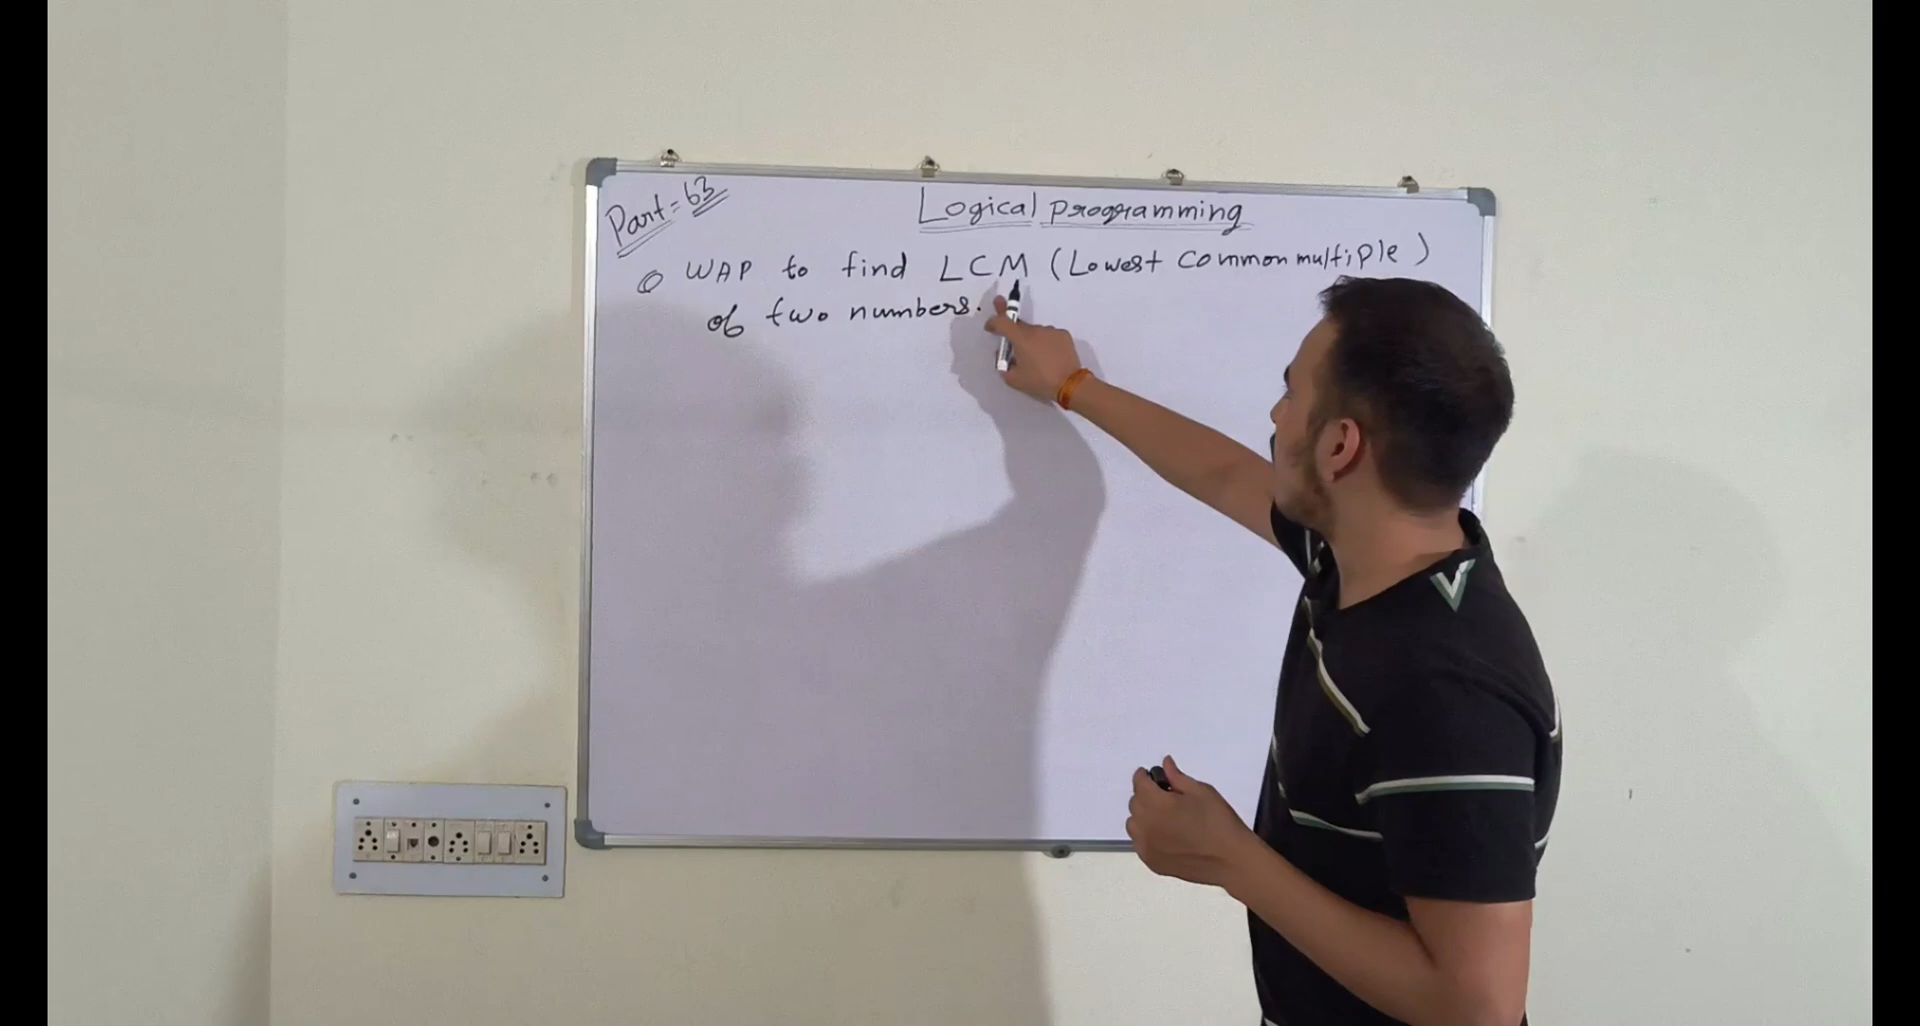 Part = 63
Logical programming
WAP to find LCM (Lowest Common multiple)
of two numbers.